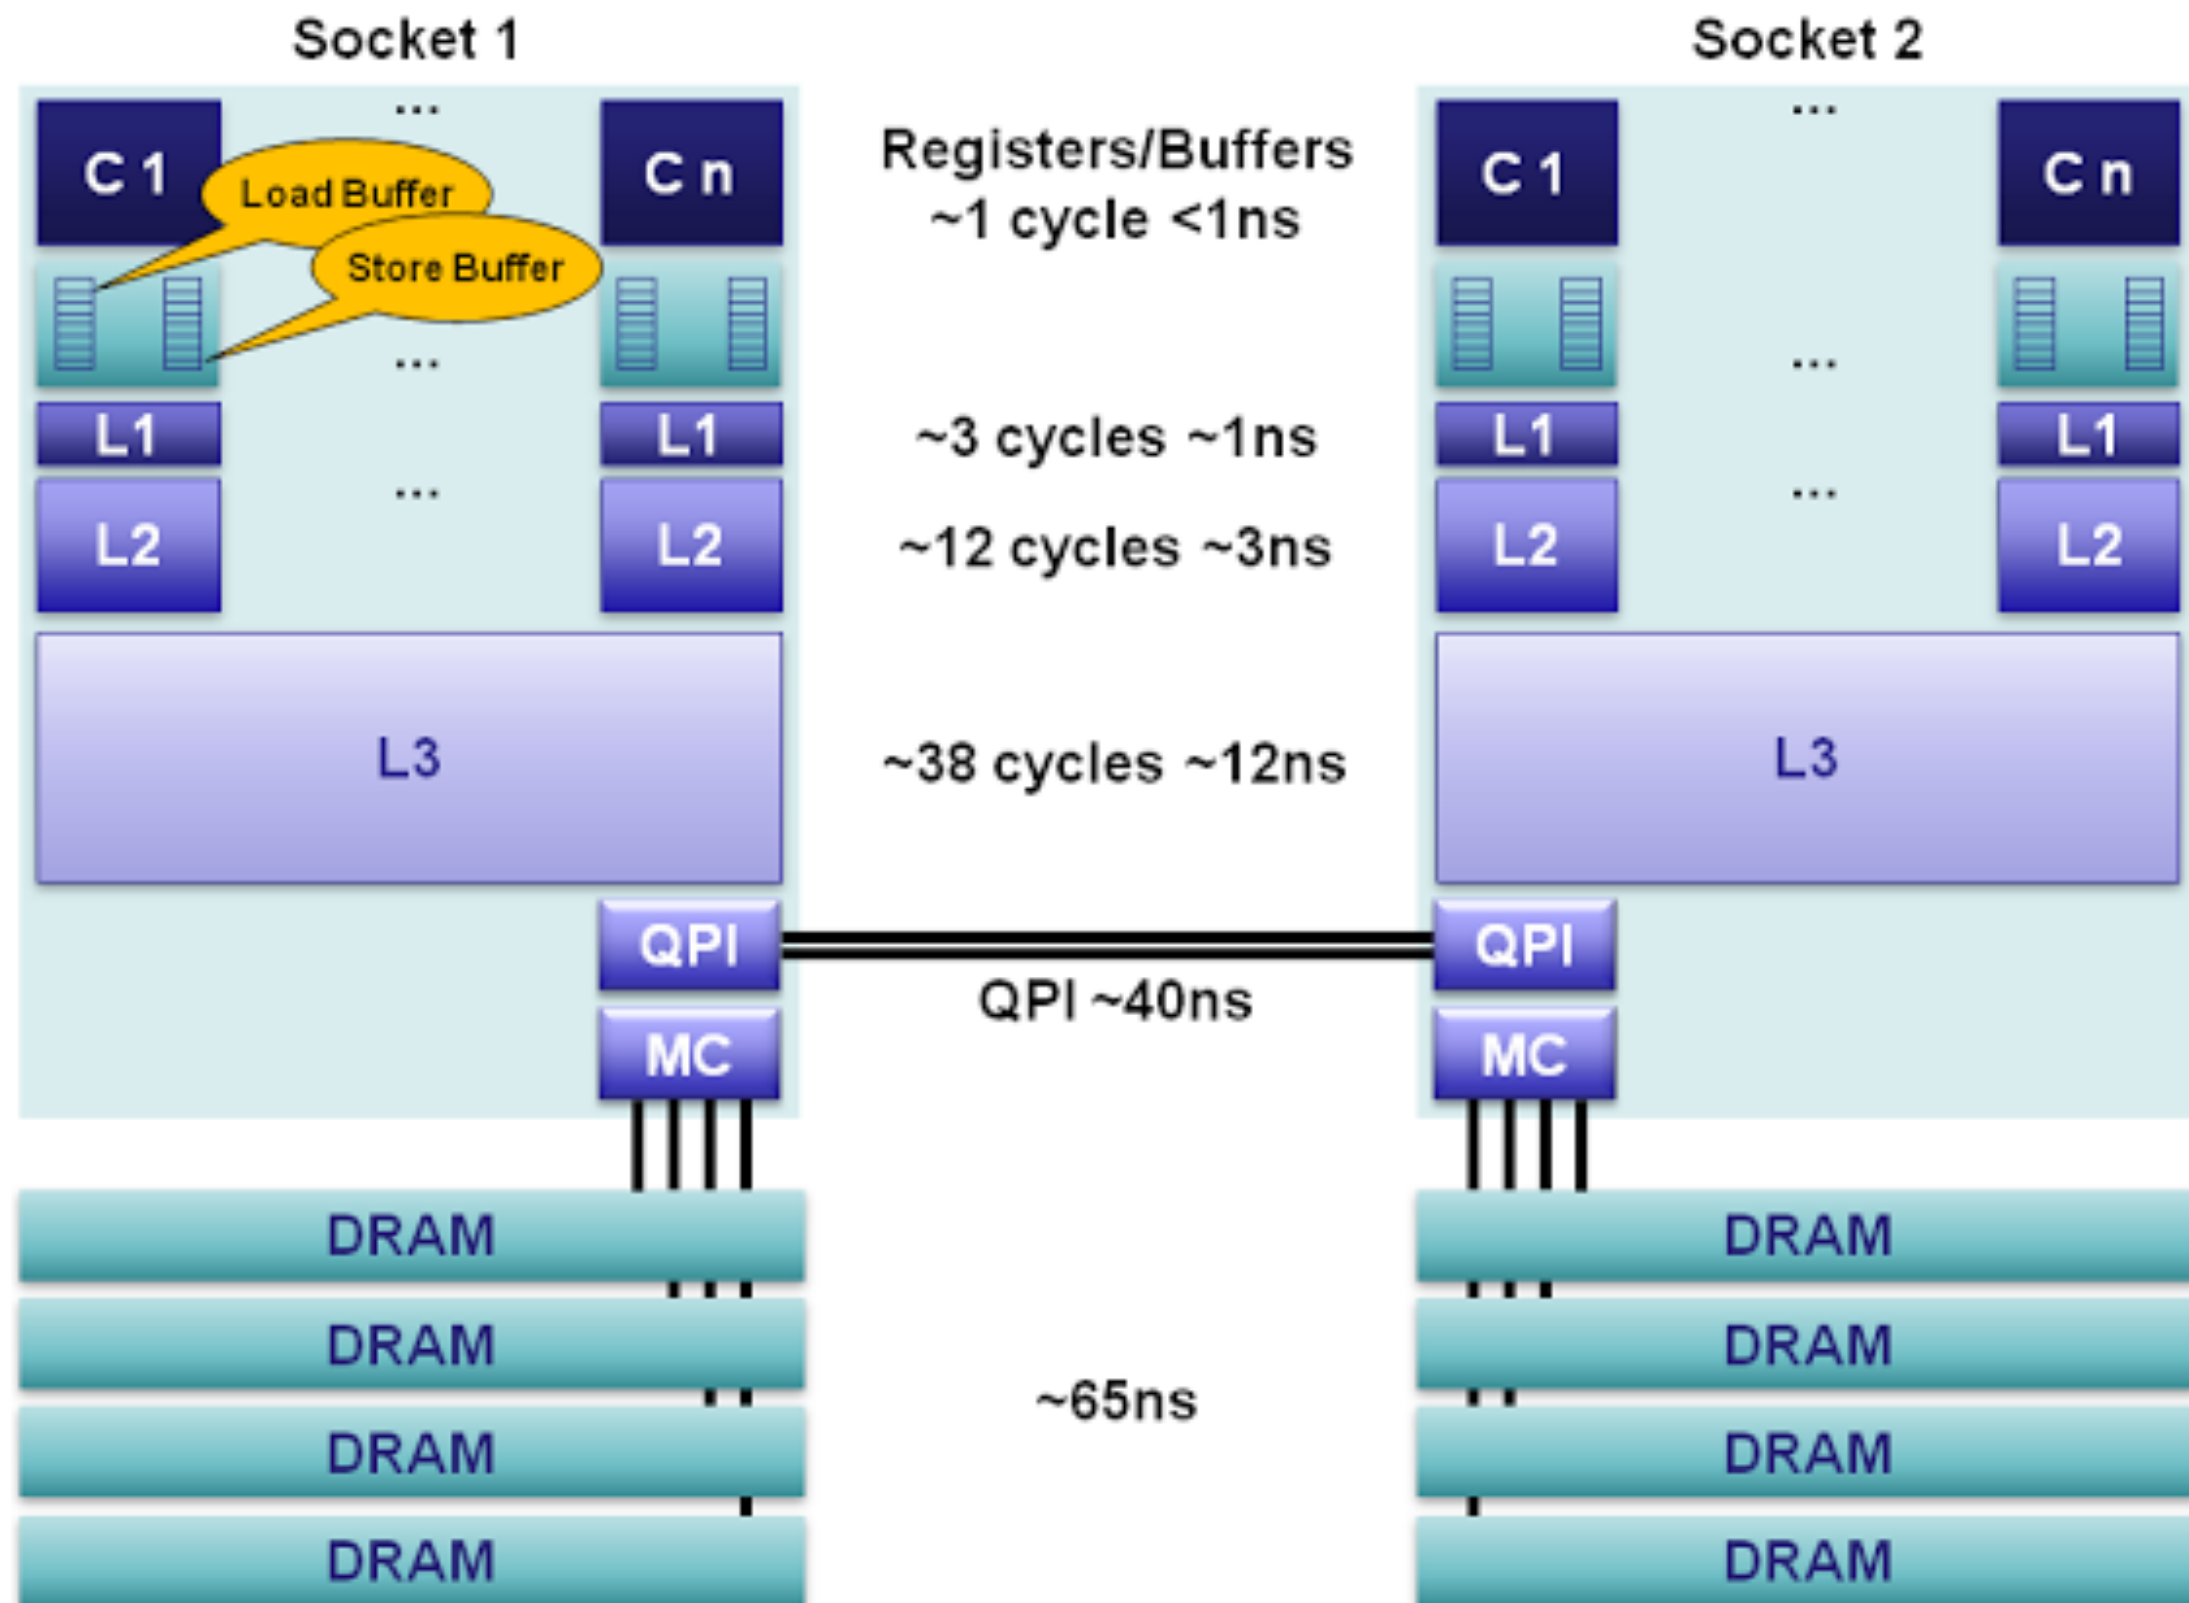 Socket 1
Socket 2
C 1
...
C n
Registers/Buffers
~1 cycle <1ns
C 1
...
C n
Load Buffer
Store Buffer
...
...
L1
L1
~3 cycles ~1ns
L1
L1
...
...
L2
L2
~12 cycles ~3ns
L2
L2
L3
~38 cycles ~12ns
L3
QPI
QPI
QPI ~40ns
MC
MC
DRAM
DRAM
DRAM
DRAM
~65ns
DRAM
DRAM
DRAM
DRAM